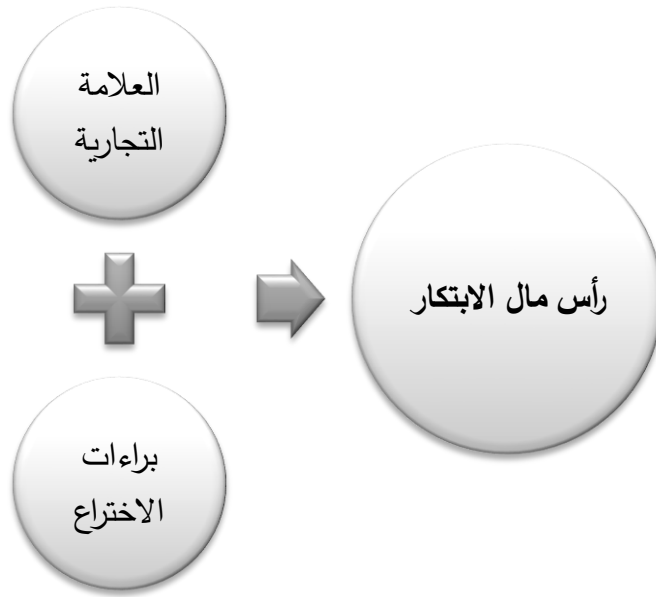 العلامة
التجارية
براءات
الاختراع
رأس مال الابتكار